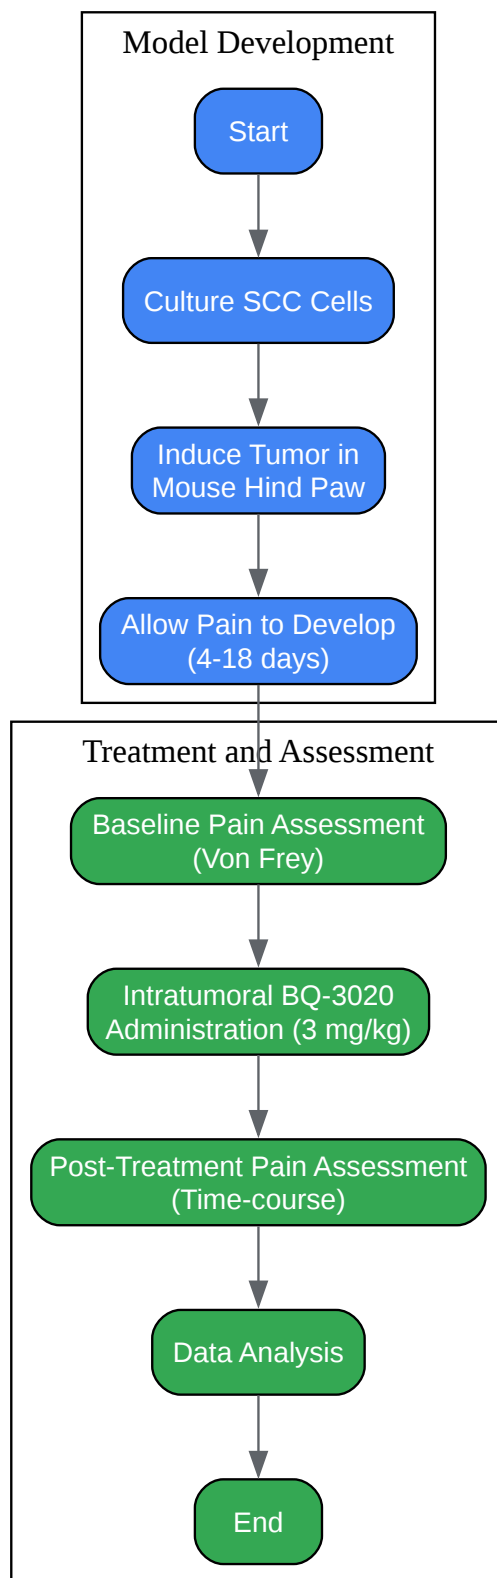 Model Development
Start
Culture SCC Cells
Induce Tumor in
Mouse Hind Paw
Allow Pain to Develop
(4-18 days)
Treatment and Assessment
Baseline Pain Assessment
(Von Frey)
Intratumoral BQ-3020
Administration (3 mg/kg)
Post-Treatment Pain Assessment
(Time-course)
Data Analysis
End